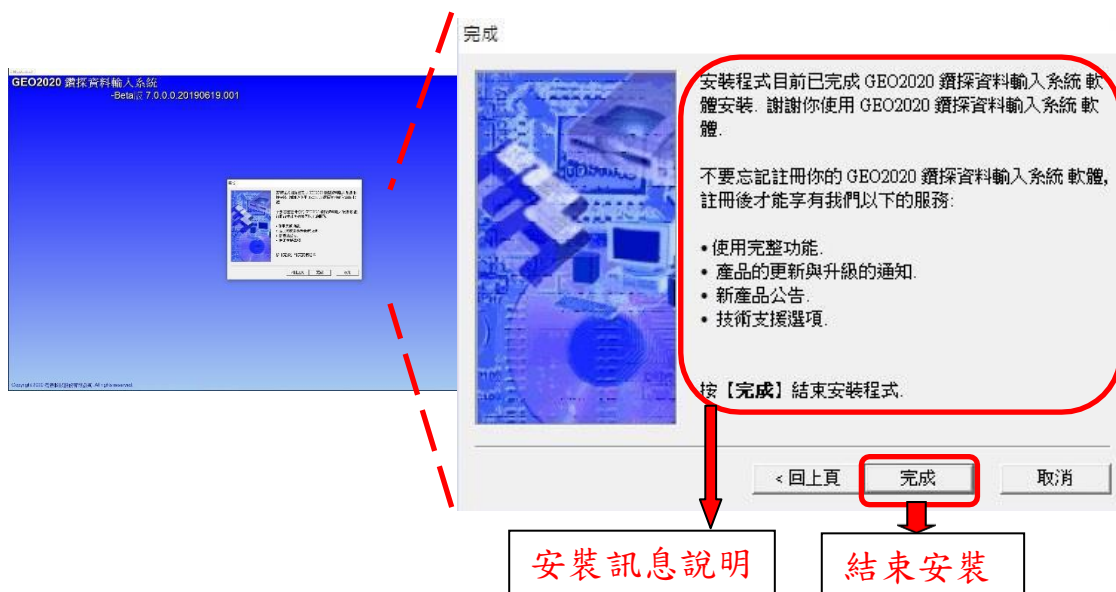 GEO2020 鑽探資料輸入系統
-Beta版 7.0.0.0.20190619.001
完成
安裝程式目前已完成 GEO2020 鑽探資料輸入系統 軟
體安裝. 謝謝你使用 GEO2020 鑽探資料輸入系統 軟
體.
不要忘記註冊你的 GEO2020 鑽探資料輸入系統 軟體,
註冊後才能享有我們以下的服務:
• 使用完整功能.
• 產品的更新與升級的通知.
• 新產品公告.
• 技術支援選項.
按【完成】結束安裝程式.
< 回上頁
完成
取消
安裝訊息說明
結束安裝